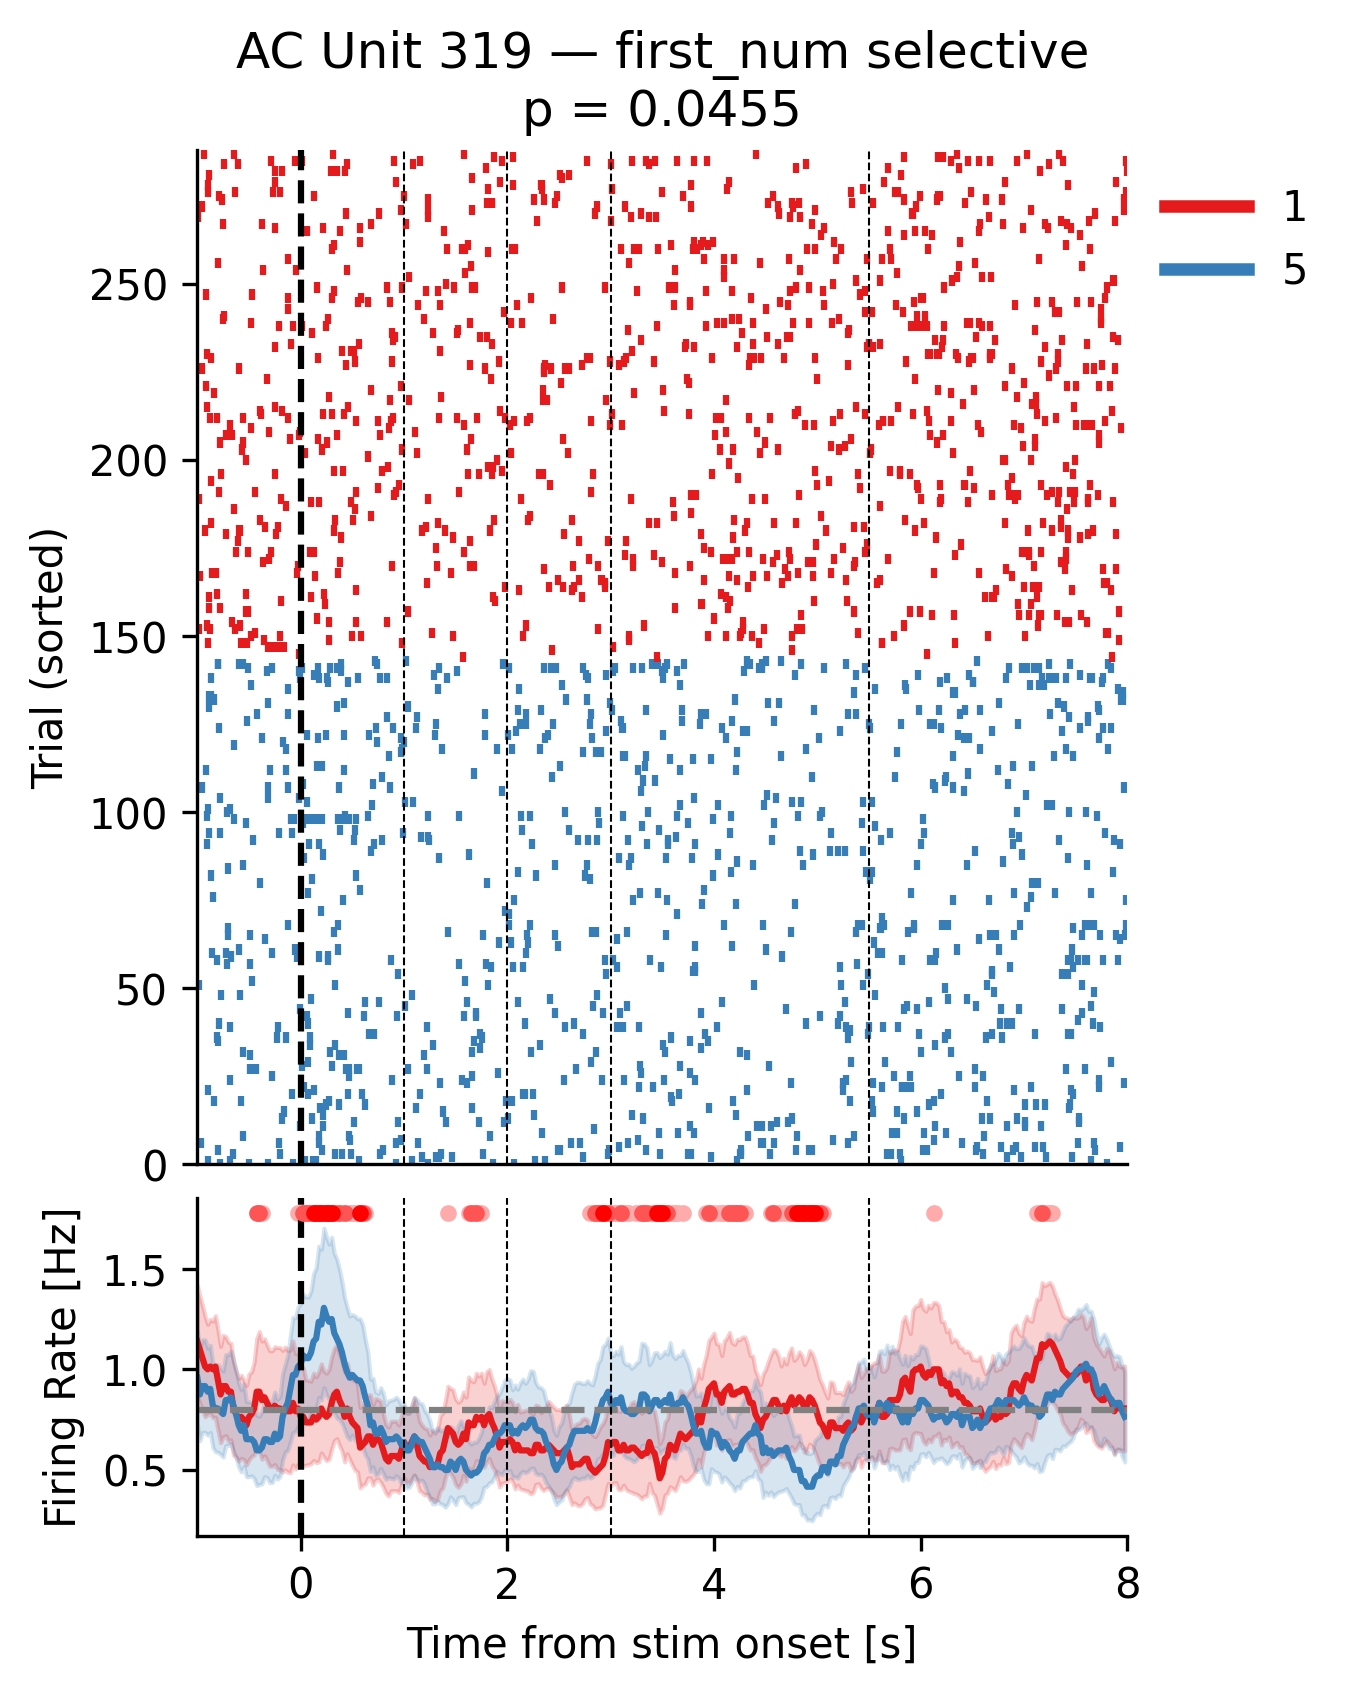 AC Unit 319 — first_num selective
p = 0.0455
1
5
250
200
150
100
50
0
Trial (sorted)
1.5
1.0
0.5
Firing Rate [Hz]
0 2 4 6 8
Time from stim onset [s]